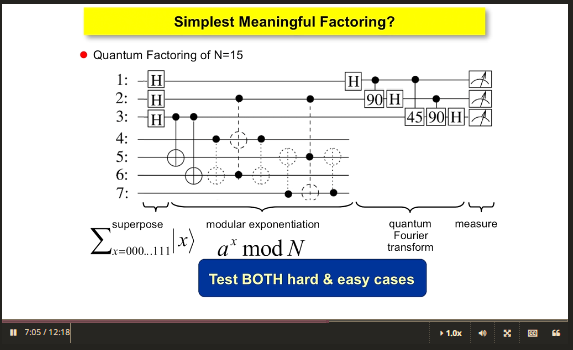 Simplest Meaningful Factoring?
Quantum Factoring of N=15
1: H H
2: H 90 H
3: H 45 90 H
4:
5:
6:
7:
superpose modular exponentiation quantum Fourier transform measure
∑x=000...111|x⟩ a^x mod N
Test BOTH hard & easy cases
7:05 / 12:18 1.0x